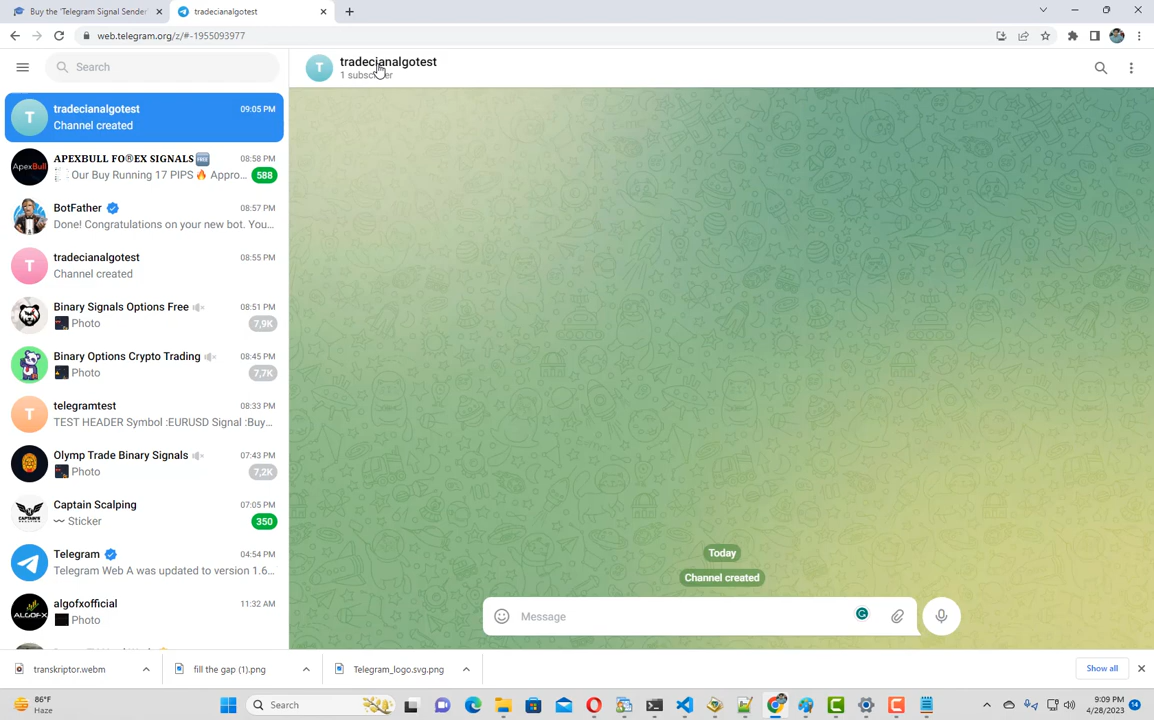 Buy the 'Telegram Signal Sender'
tradecianalgotest
web.telegram.org/z/#-1955093977
Search
tradecianalgotest
1 subscriber
tradecianalgotest 09:05 PM
Channel created
APEXBULL FO®EX SIGNALS FREE 08:58 PM
Our Buy Running 17 PIPS 🔥 Appro... 588
ApexBull
BotFather 08:57 PM
Done! Congratulations on your new bot. You...
tradecianalgotest 08:55 PM
Channel created
Binary Signals Options Free 08:51 PM
Photo 7,9K
Binary Options Crypto Trading 08:45 PM
Photo 7,7K
telegramtest 08:33 PM
TEST HEADER Symbol :EURUSD Signal :Buy...
Olymp Trade Binary Signals 07:43 PM
Photo 7,2K
Captain Scalping 07:05 PM
Sticker 350
Telegram 04:54 PM
Telegram Web A was updated to version 1.6...
algofxofficial 11:32 AM
Photo
ALGOFX
T
T
T
T
Today
Channel created
Message
transkriptor.webm
fill the gap (1).png
Telegram_logo.svg.png
Show all
86°F
Haze
Search
9:09 PM
4/28/2023
14